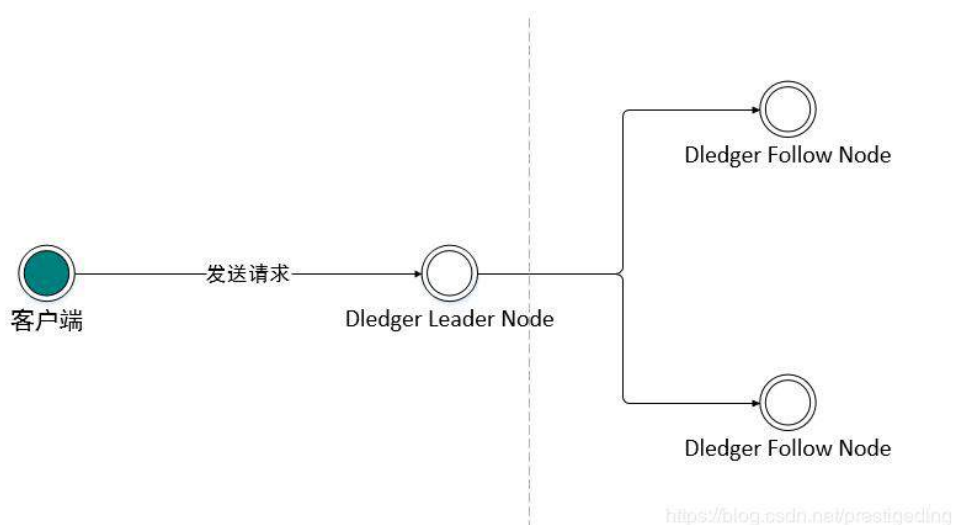 Dledger Follow Node
发送请求
客户端
Dledger Leader Node
Dledger Follow Node
https://blog.csdn.net/prestigeding